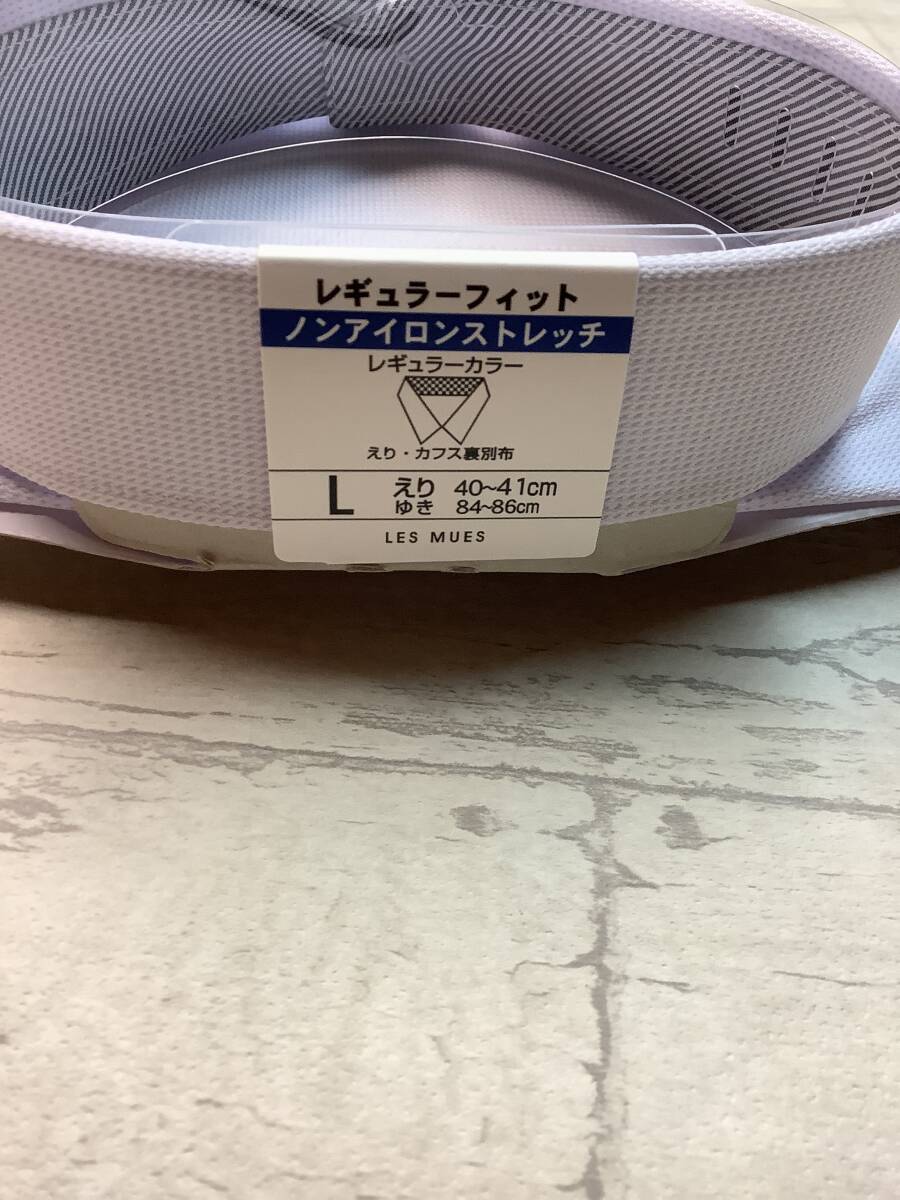 レギュラーフィット
ノンアイロンストレッチ
レギュラーカラー
えり・カフス裏別布
L えり 40~41cm
ゆき 84~86cm
LES MUES